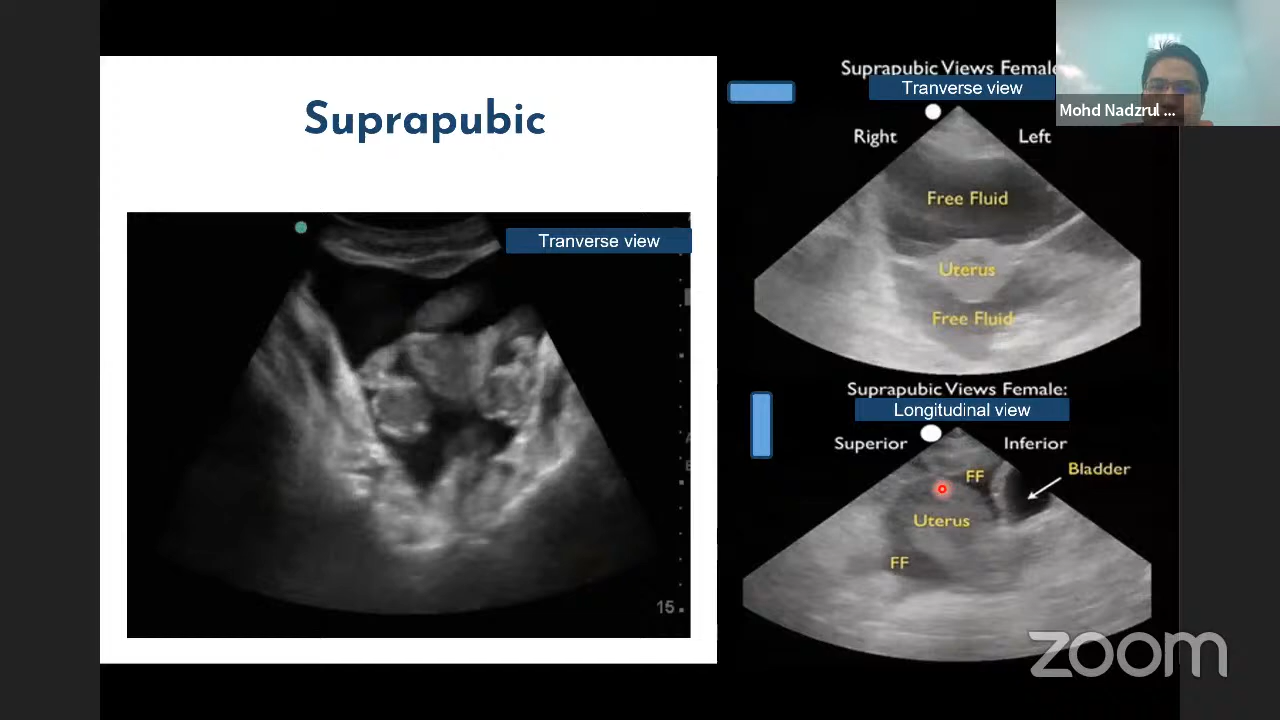 Suprapubic
Tranverse view
15
Suprapubic Views Female
Tranverse view
Right
Left
Free Fluid
Uterus
Free Fluid
Suprapubic Views Female:
Longitudinal view
Superior
Inferior
Bladder
FF
Uterus
FF
Mohd Nadzrul ...
zoom